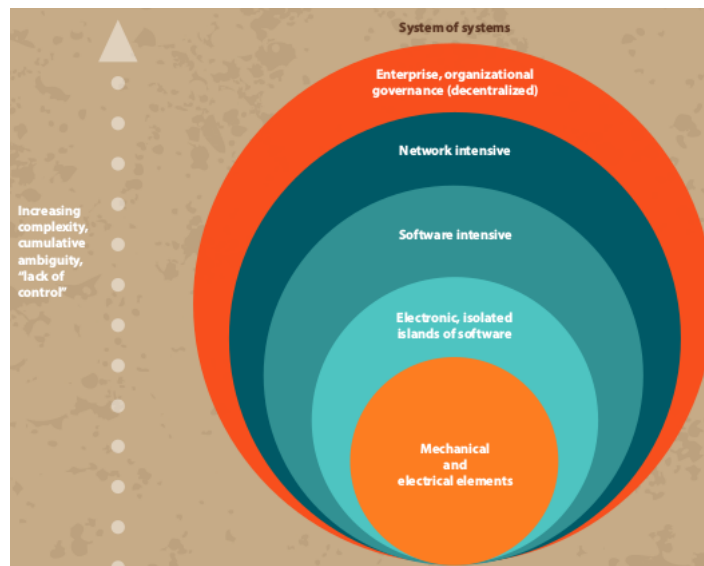 System of systems
Enterprise, organizational
governance (decentralized)
Network intensive
Increasing
complexity,
cumulative
ambiguity,
“lack of
control”
Software intensive
Electronic, isolated
islands of software
Mechanical
and
electrical elements